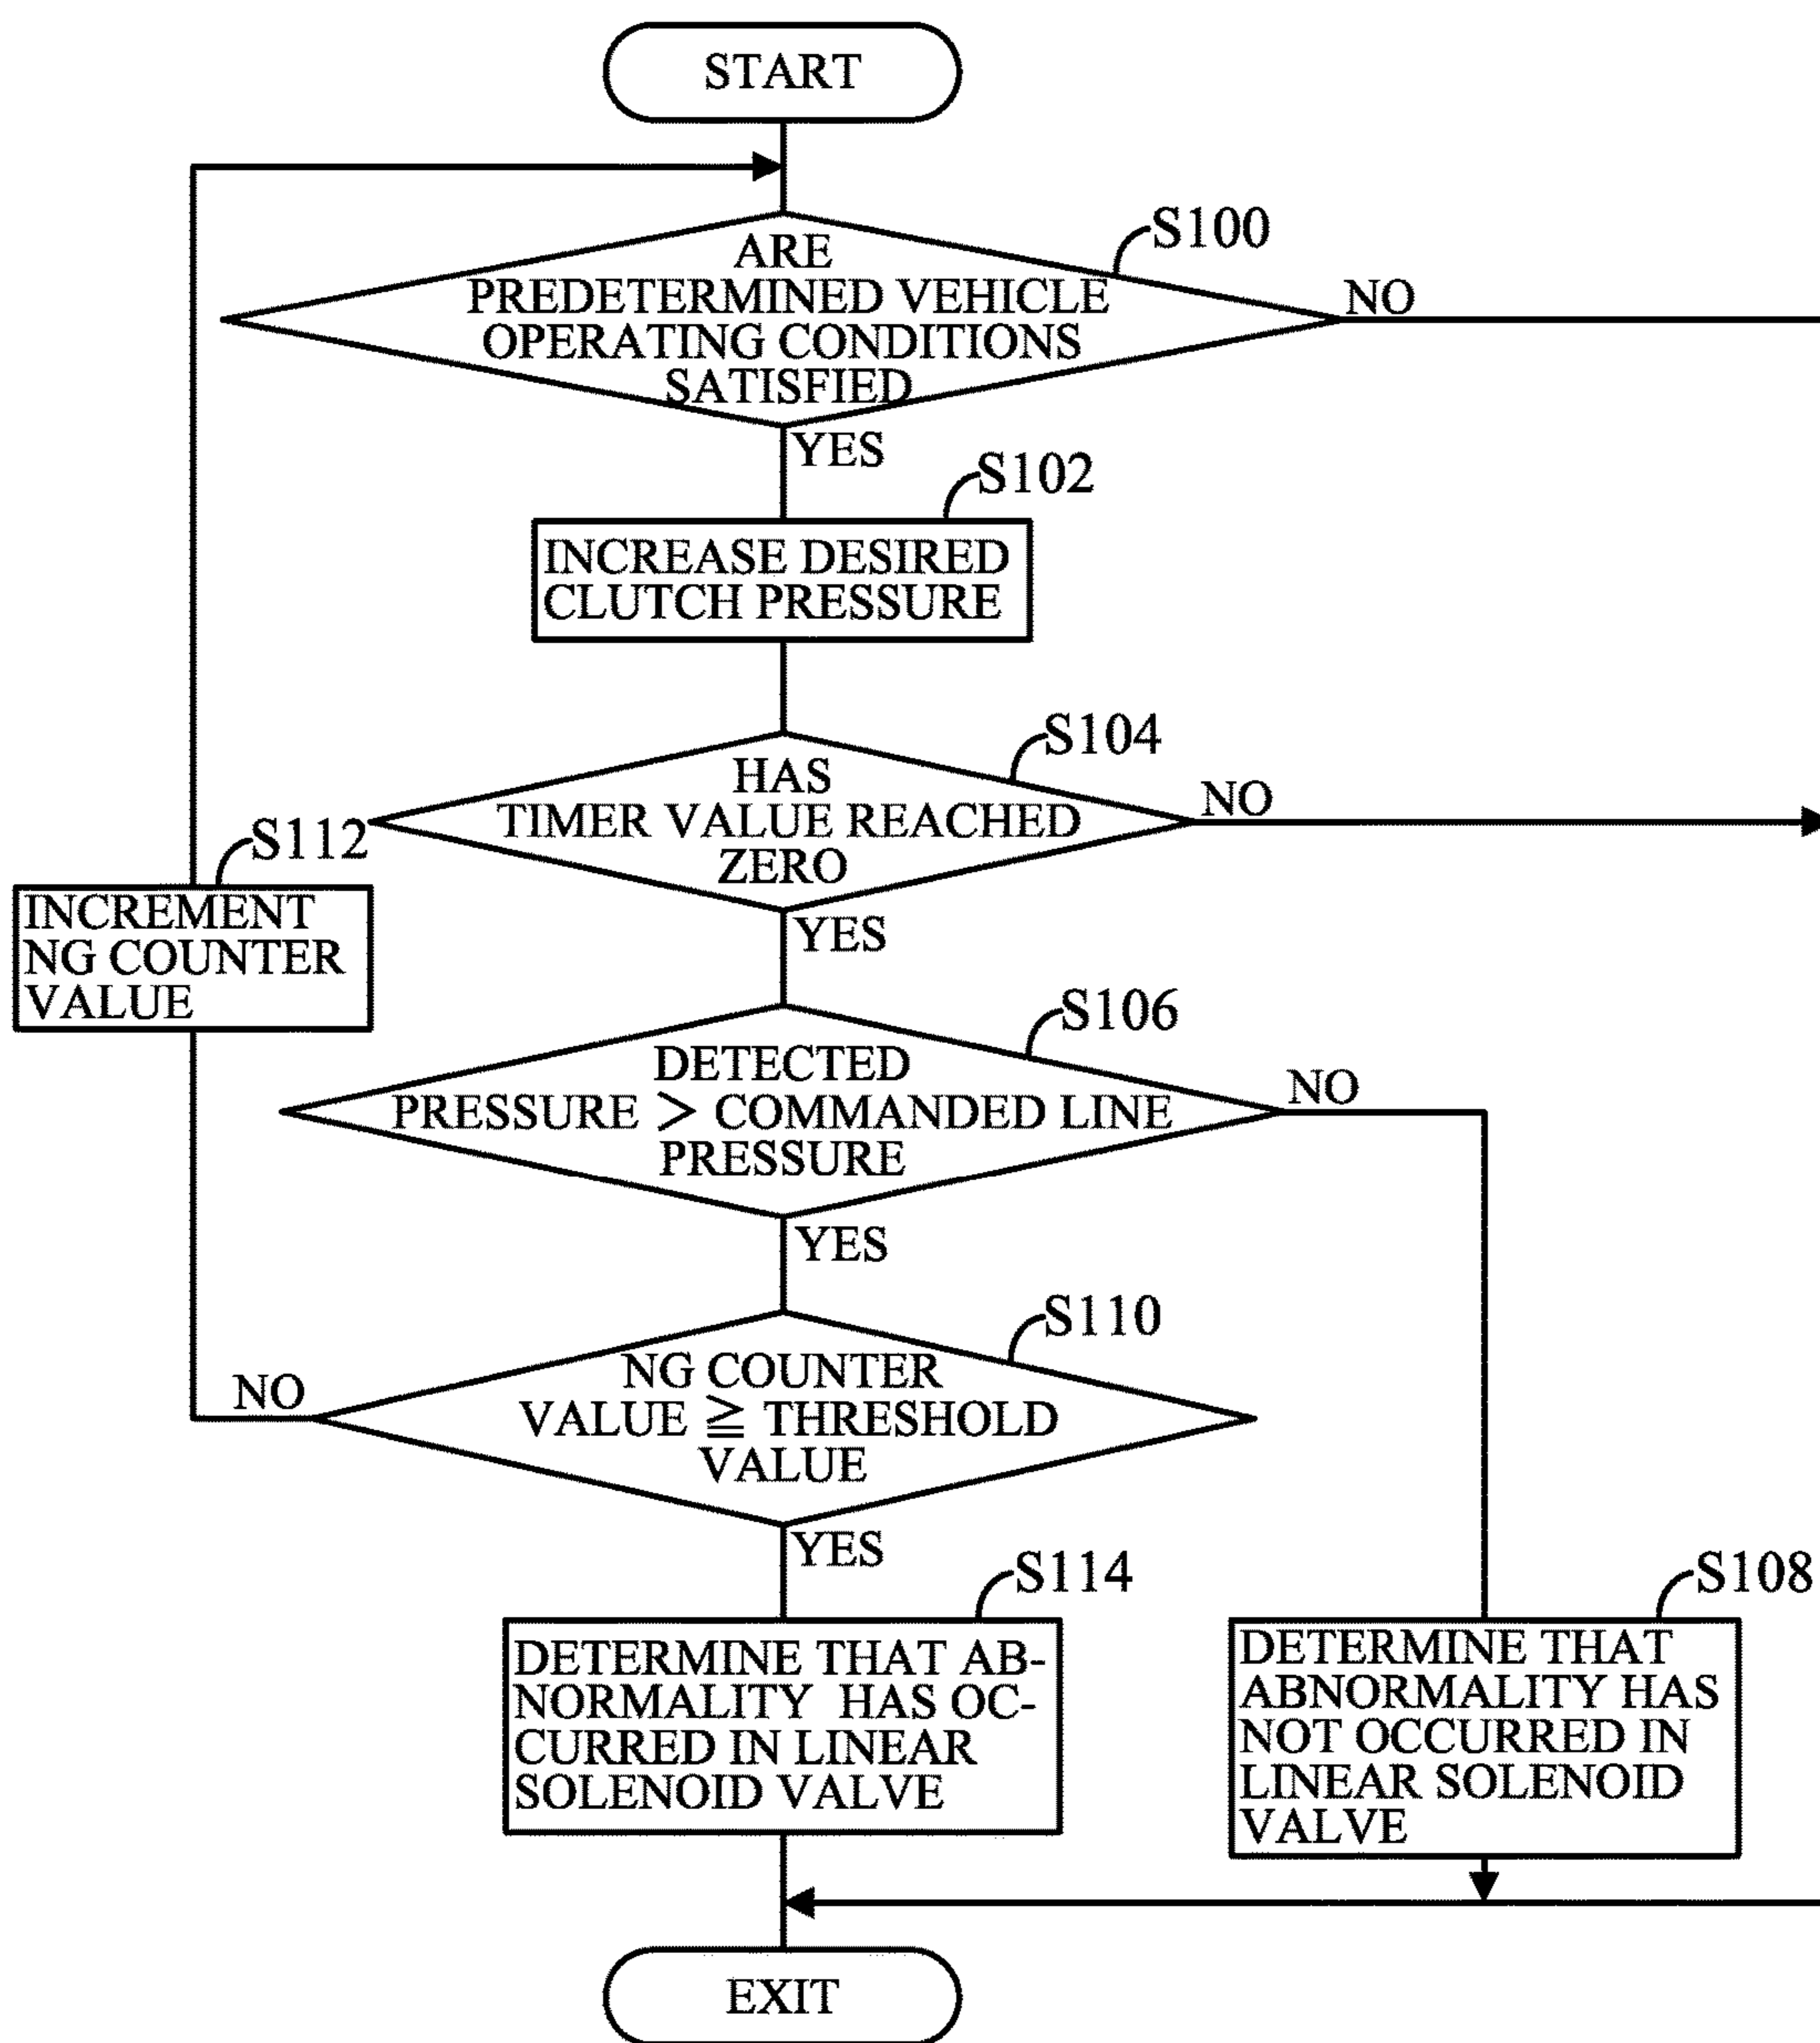 START
S100
ARE
PREDETERMINED VEHICLE
OPERATING CONDITIONS
SATISFIED
NO
YES
S102
INCREASE DESIRED
CLUTCH PRESSURE
S104
HAS
TIMER VALUE REACHED
ZERO
NO
YES
S112
INCREMENT
NG COUNTER
VALUE
S106
DETECTED
PRESSURE > COMMANDED LINE
PRESSURE
NO
YES
S110
NG COUNTER
VALUE ≧ THRESHOLD
VALUE
NO
YES
S114
DETERMINE THAT AB-
NORMALITY HAS OC-
CURRED IN LINEAR
SOLENOID VALVE
S108
DETERMINE THAT
ABNORMALITY HAS
NOT OCCURRED IN
LINEAR SOLENOID
VALVE
EXIT